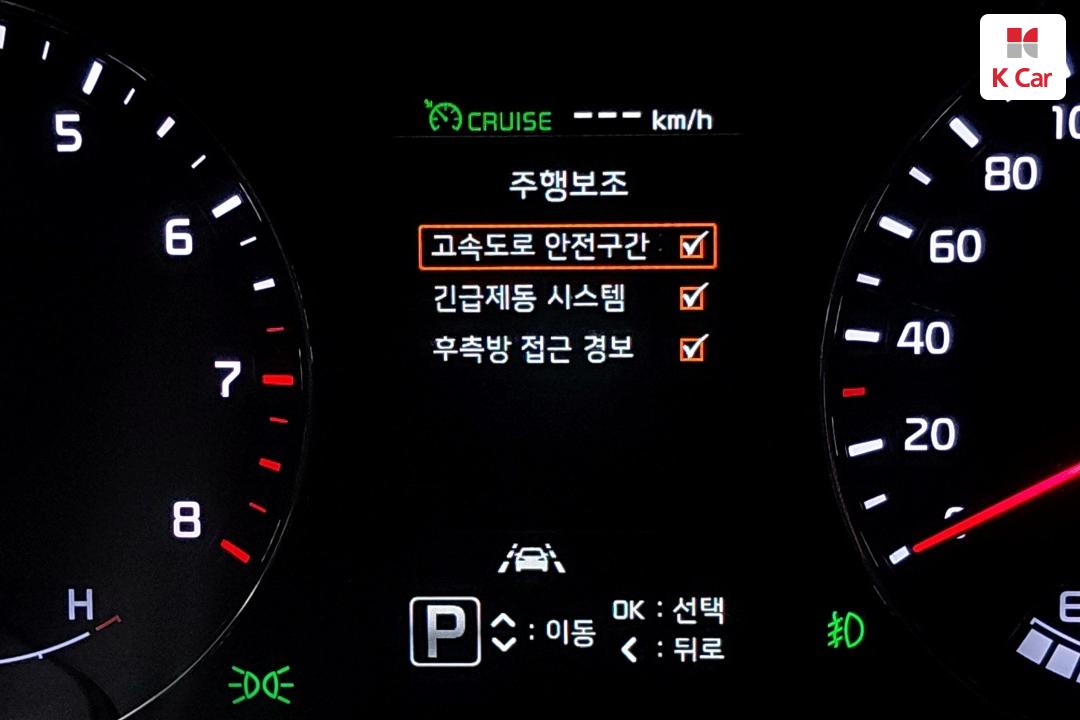 K Car
CRUISE --- km/h
주행보조
고속도로 안전구간
긴급제동 시스템
후측방 접근 경보
5
6
7
8
H
100
80
60
40
20
0
P : 이동
OK : 선택
< : 뒤로
E